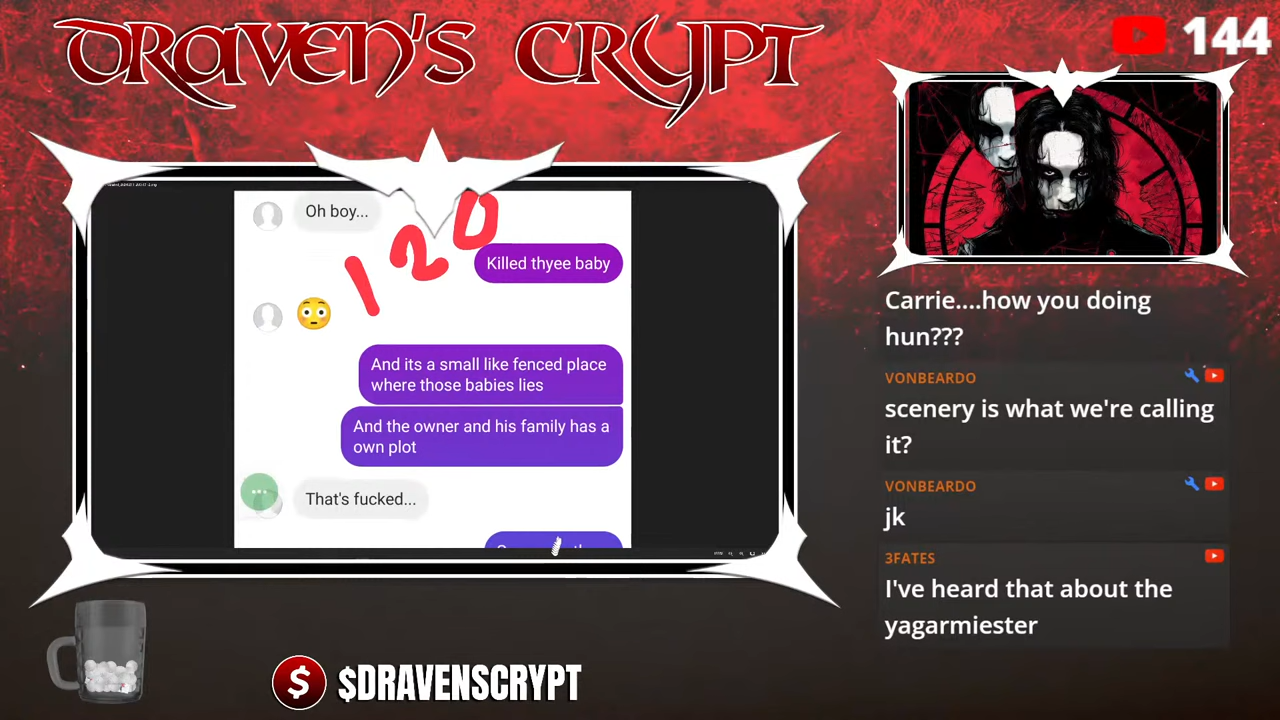 DRAVEN'S CRYPT
144
Oh boy...
120
Killed thyee baby
And its a small like fenced place
where those babies lies
And the owner and his family has a
own plot
That's fucked...
Carrie....how you doing
hun???
VONBEARDO
scenery is what we're calling
it?
VONBEARDO
jk
3FATES
I've heard that about the
yagarmiester
$ $DRAVENSCRYPT